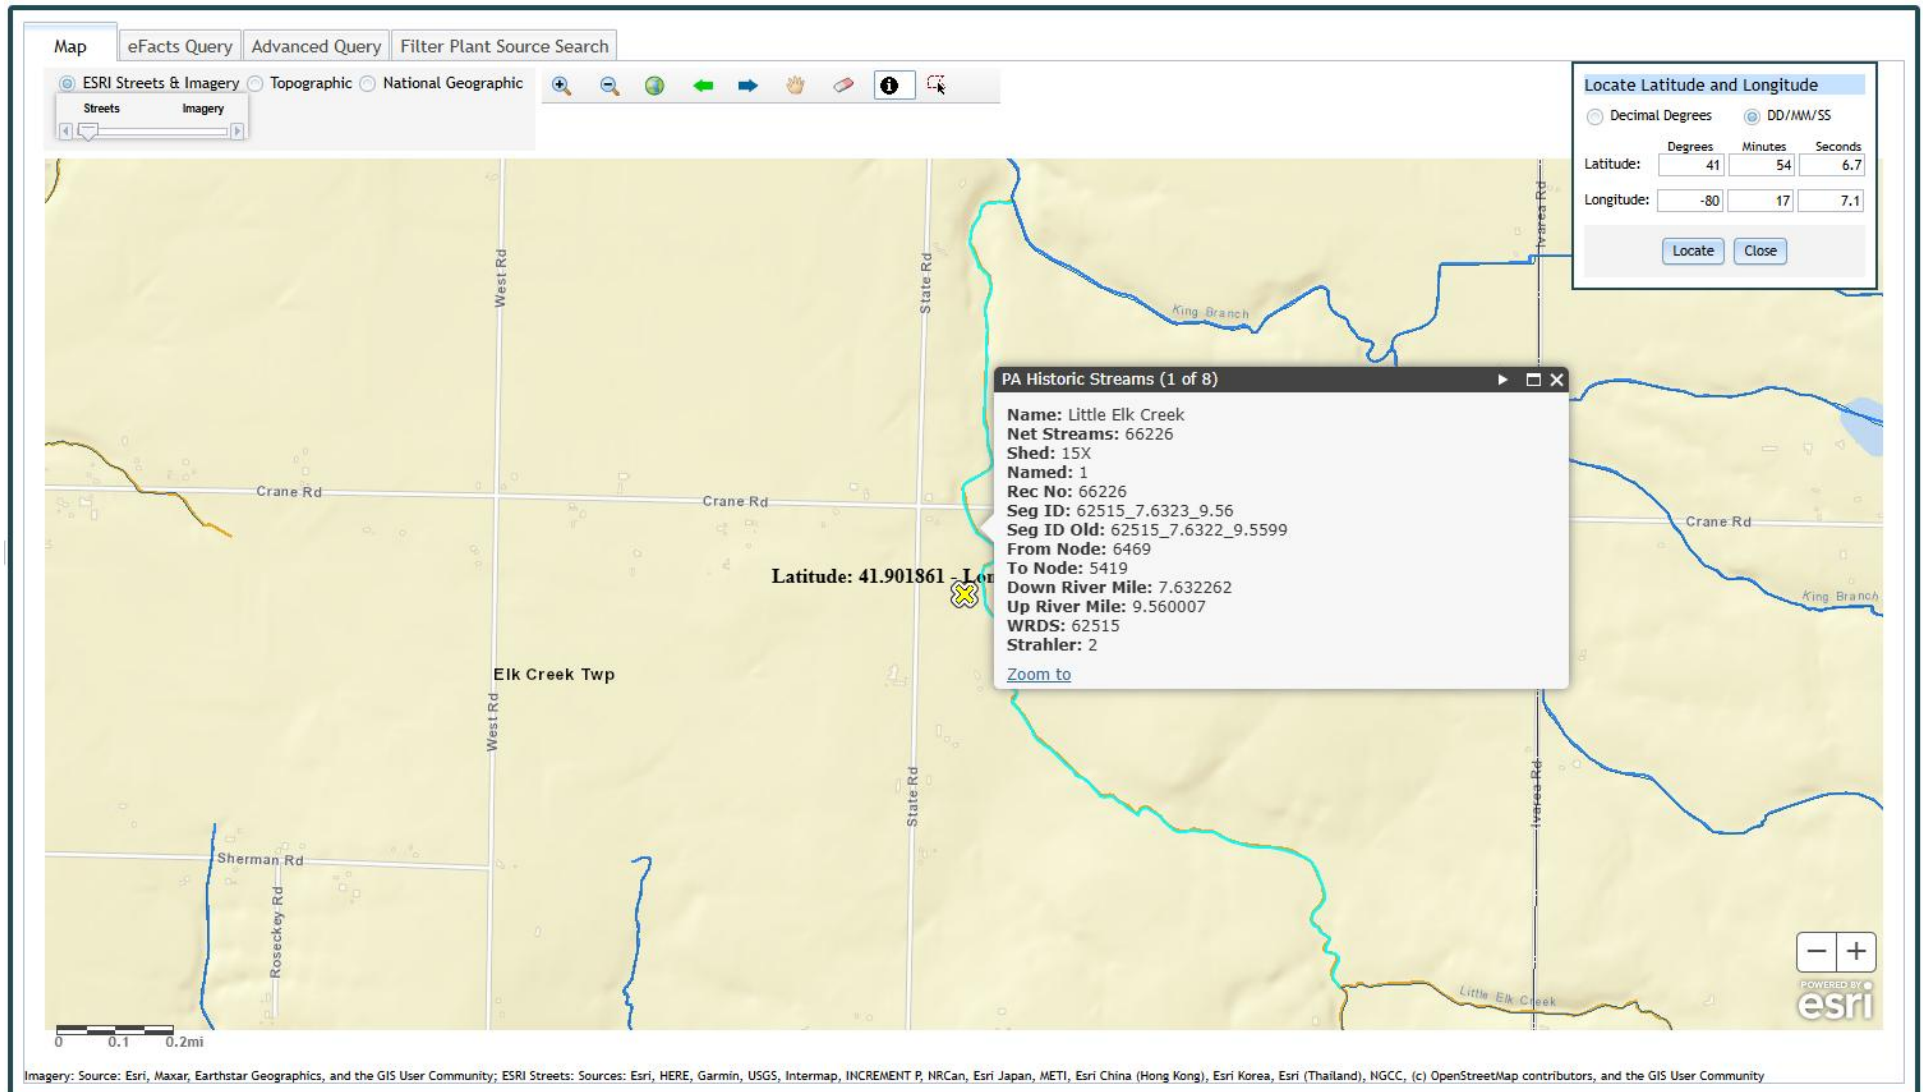 Map eFacts Query Advanced Query Filter Plant Source Search
ESRI Streets & Imagery Topographic National Geographic
Streets Imagery
Locate Latitude and Longitude
Decimal Degrees DD/MM/SS
Degrees Minutes Seconds
Latitude: 41 54 6.7
Longitude: -80 17 7.1
Locate Close
West Rd
State Rd
Ivarea Rd
King Branch
PA Historic Streams (1 of 8)
Name: Little Elk Creek
Net Streams: 66226
Shed: 15X
Named: 1
Rec No: 66226
Seg ID: 62515_7.6323_9.56
Seg ID Old: 62515_7.6322_9.5599
From Node: 6469
To Node: 5419
Down River Mile: 7.632262
Up River Mile: 9.560007
WRDS: 62515
Strahler: 2
Zoom to
Crane Rd
Crane Rd
Crane Rd
Latitude: 41.901861 - Lon
King Branch
Elk Creek Twp
West Rd
State Rd
Ivarea Rd
Sherman Rd
Roseckey Rd
Little Elk Creek
POWERED BY
esri
0 0.1 0.2mi
Imagery: Source: Esri, Maxar, Earthstar Geographics, and the GIS User Community; ESRI Streets: Sources: Esri, HERE, Garmin, USGS, Intermap, INCREMENT P, NRCan, Esri Japan, METI, Esri China (Hong Kong), Esri Korea, Esri (Thailand), NGCC, (c) OpenStreetMap contributors, and the GIS User Community